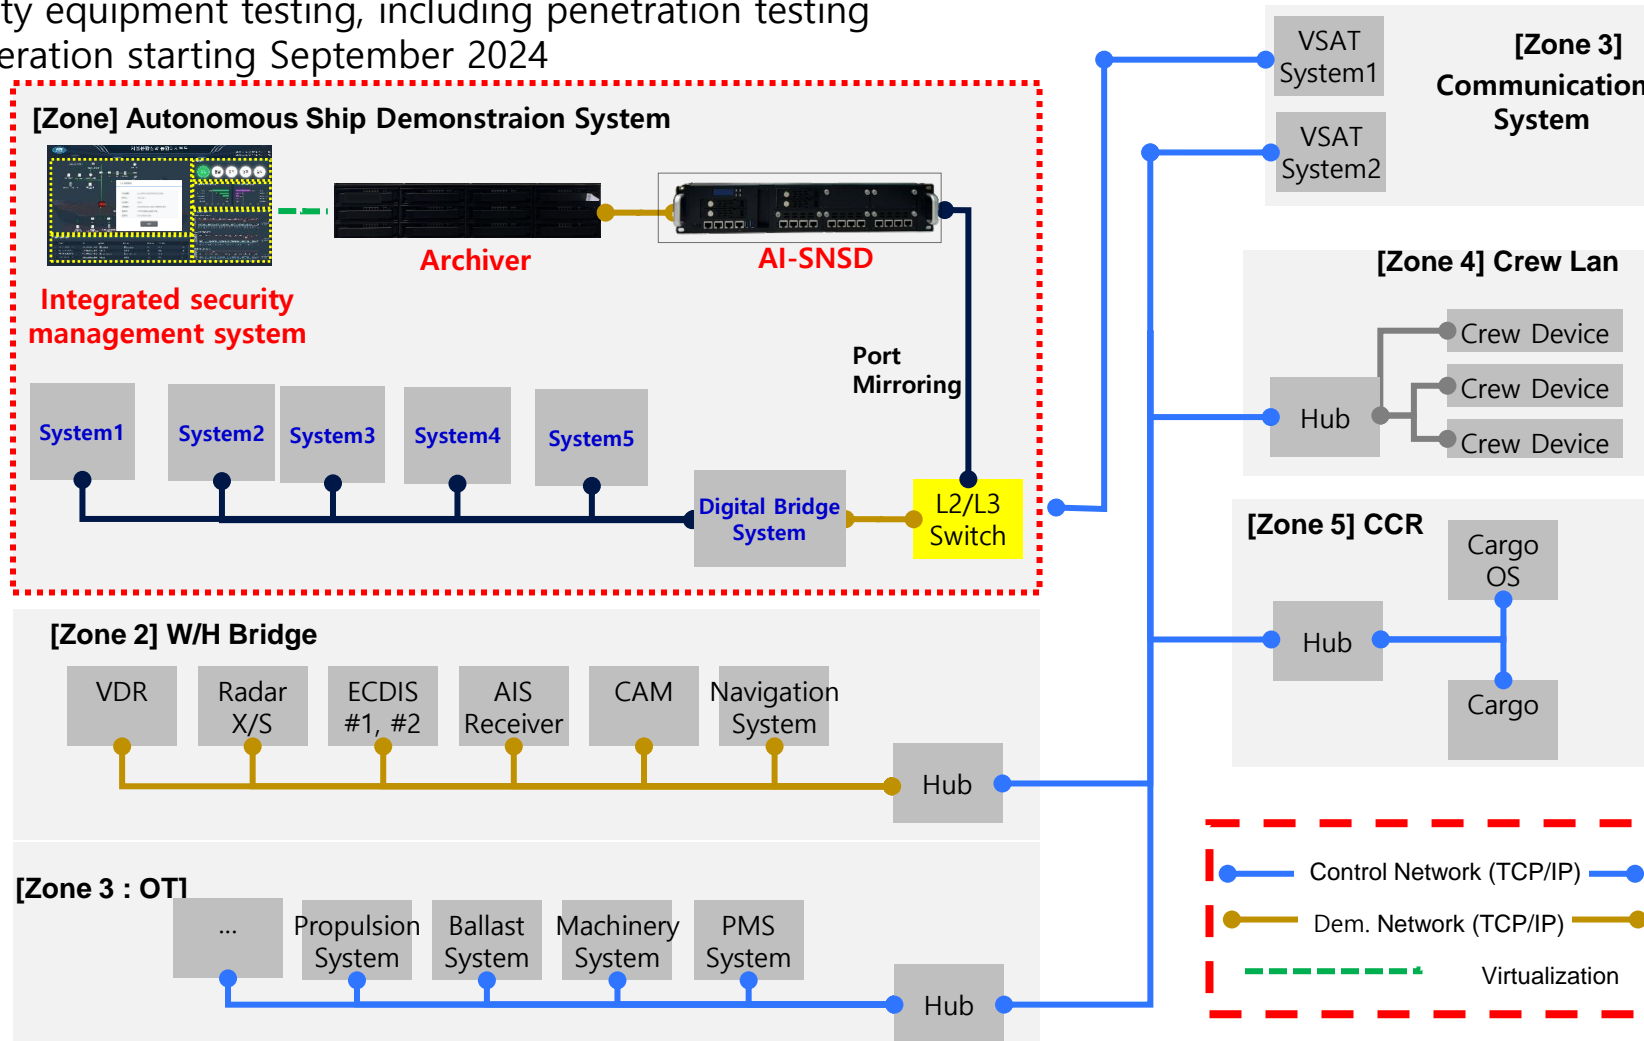 ty equipment testing, including penetration testing
eration starting September 2024
[Zone] Autonomous Ship Demonstraion System
Archiver
AI-SNSD
Integrated security
management system
Port
Mirroring
System1
System2
System3
System4
System5
Digital Bridge
System
L2/L3
Switch
[Zone 2] W/H Bridge
VDR
Radar
X/S
ECDIS
#1, #2
AIS
Receiver
CAM
Navigation
System
Hub
[Zone 3 : OT]
...
Propulsion
System
Ballast
System
Machinery
System
PMS
System
Hub
VSAT
System1
VSAT
System2
[Zone 3]
Communication
System
[Zone 4] Crew Lan
Hub
Crew Device
Crew Device
Crew Device
[Zone 5] CCR
Hub
Cargo
OS
Cargo
Control Network (TCP/IP)
Dem. Network (TCP/IP)
Virtualization